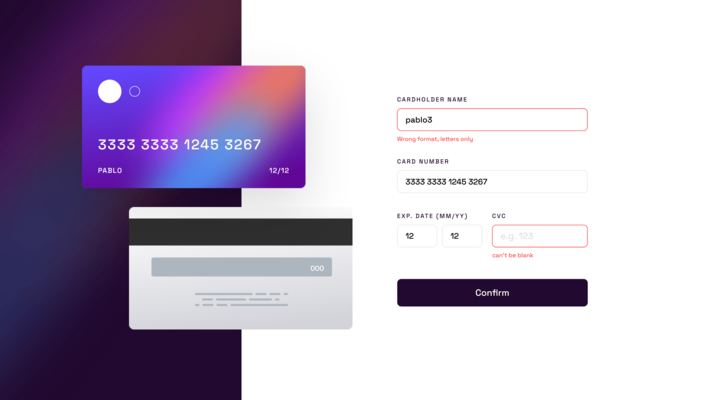 3333 3333 1245 3267
PABLO 12/12
000
CARDHOLDER NAME
pablo3
Wrong format, letters only
CARD NUMBER
3333 3333 1245 3267
EXP. DATE (MM/YY) CVC
12 12 e.g. 123
can't be blank
Confirm